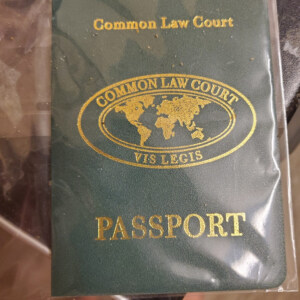 Common Law Court
COMMON LAW COURT
VIS LEGIS
PASSPORT